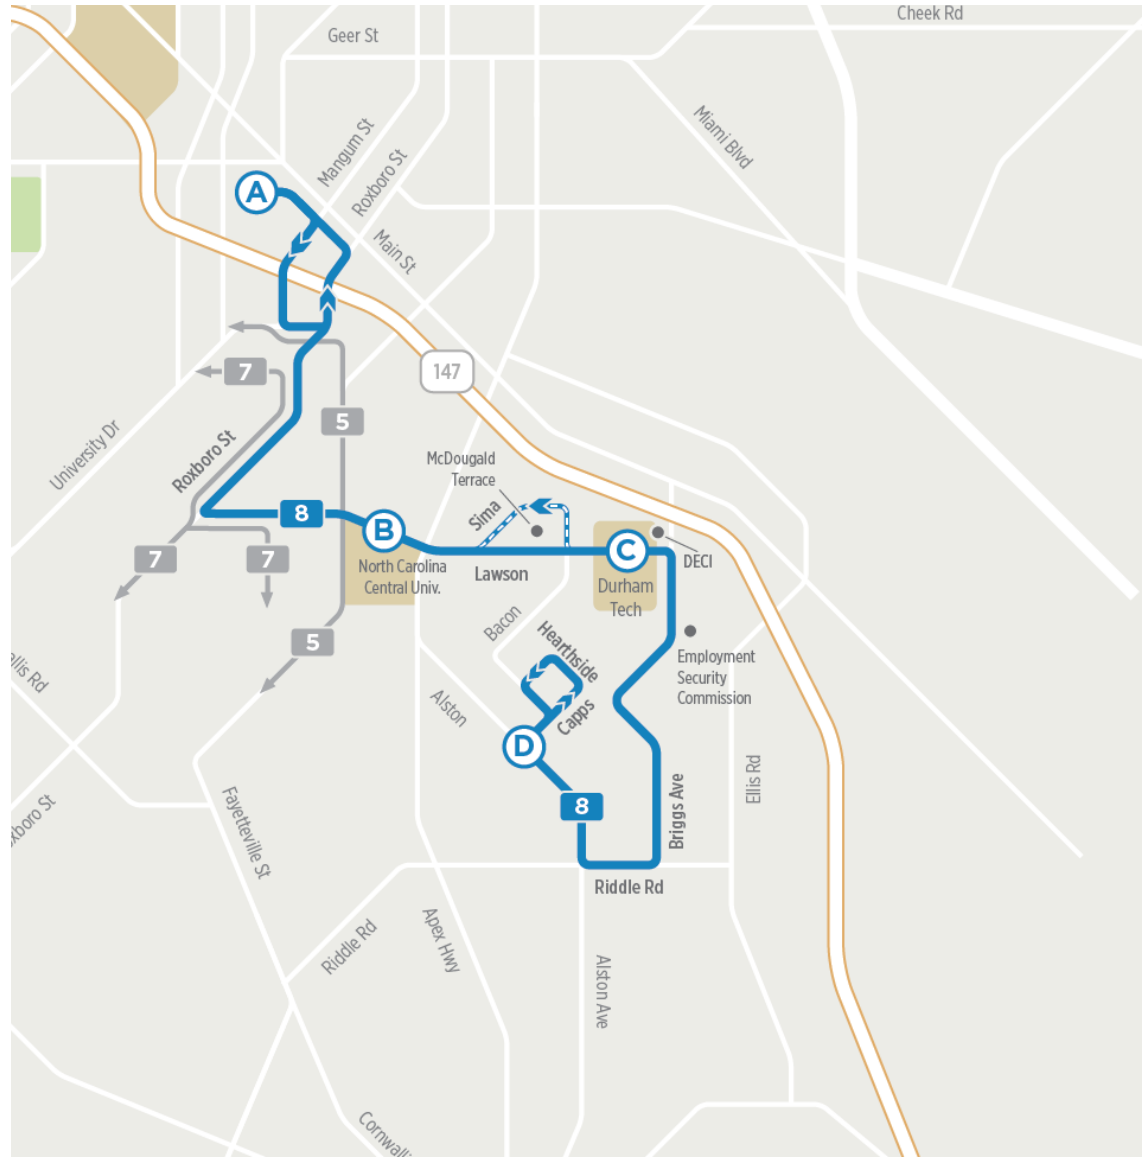 Cheek Rd
Geer St
Mangum St
Roxboro St
Miami Blvd
A
Main St
147
7
5
University Dr
Roxboro St
McDougald
Terrace
Sima
8
B
C
DECI
North Carolina
Central Univ.
Lawson
Durham
Tech
7
7
5
Bacon
Hearthside
Employment
Security
Commission
Alston
Capps
D
Ellis Rd
8
Briggs Ave
Fayetteville St
Riddle Rd
Riddle Rd
Apex Hwy
Alston Ave